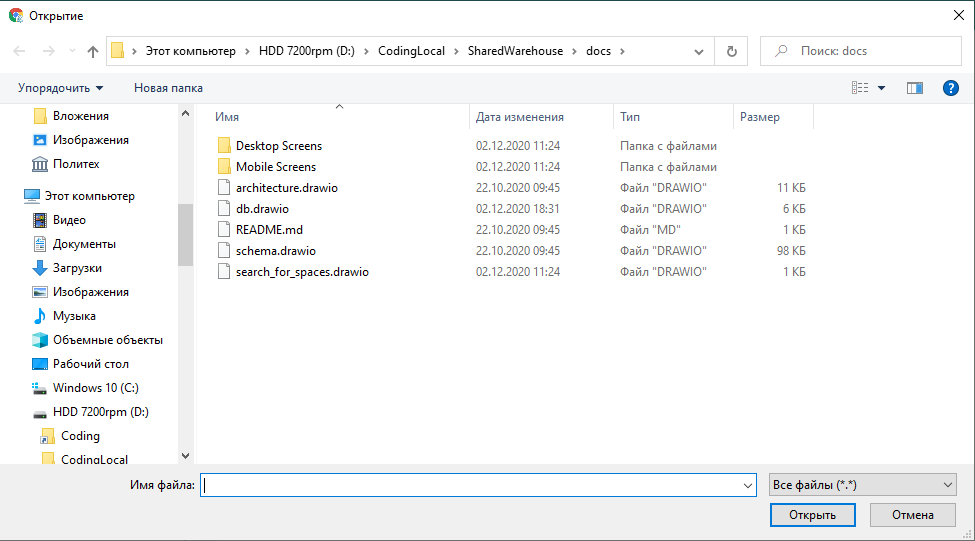 Открытие
Этот компьютер HDD 7200rpm (D:) CodingLocal SharedWarehouse docs Поиск: docs
Упорядочить Новая папка ?
Вложения
Изображения
Политех
Этот компьютер
Видео
Документы
Загрузки
Изображения
Музыка
Объемные объекты
Рабочий стол
Windows 10 (C:)
HDD 7200rpm (D:)
Coding
CodingLocal
Имя Дата изменения Тип Размер
Desktop Screens 02.12.2020 11:24 Папка с файлами
Mobile Screens 02.12.2020 11:24 Папка с файлами
architecture.drawio 22.10.2020 09:45 Файл "DRAWIO" 11 КБ
db.drawio 02.12.2020 18:31 Файл "DRAWIO" 6 КБ
README.md 22.10.2020 09:45 Файл "MD" 1 КБ
schema.drawio 22.10.2020 09:45 Файл "DRAWIO" 98 КБ
search_for_spaces.drawio 02.12.2020 11:24 Файл "DRAWIO" 1 КБ
Имя файла: Все файлы (*.*)
Открыть Отмена